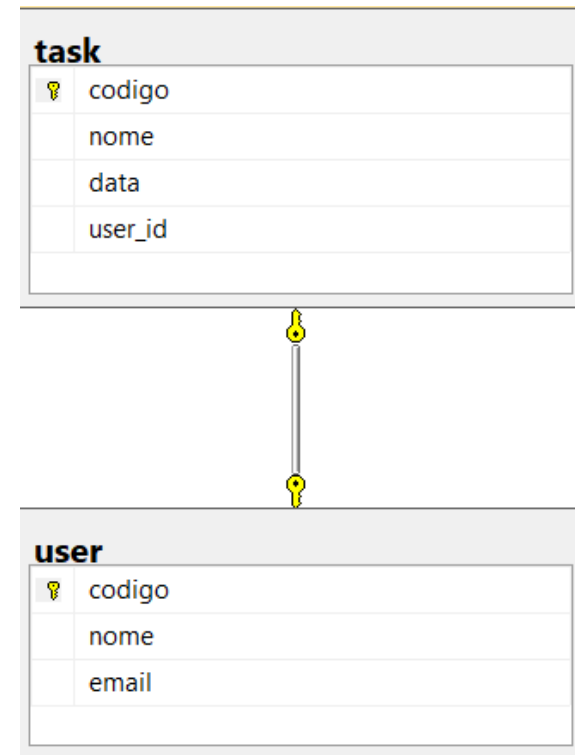 task
codigo
nome
data
user_id
user
codigo
nome
email